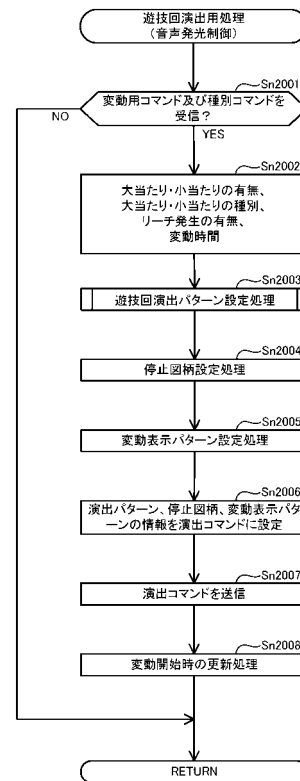 遊技回演出用処理
(音声発光制御)
Sn2001
変動用コマンド及び種別コマンドを
受信？
NO
YES
Sn2002
大当たり・小当たりの有無、
大当たり・小当たりの種別、
リーチ発生の有無、
変動時間
Sn2003
遊技回演出パターン設定処理
Sn2004
停止図柄設定処理
Sn2005
変動表示パターン設定処理
Sn2006
演出パターン、停止図柄、変動表示パタ
ーンの情報を演出コマンドに設定
Sn2007
演出コマンドを送信
Sn2008
変動開始時の更新処理
RETURN